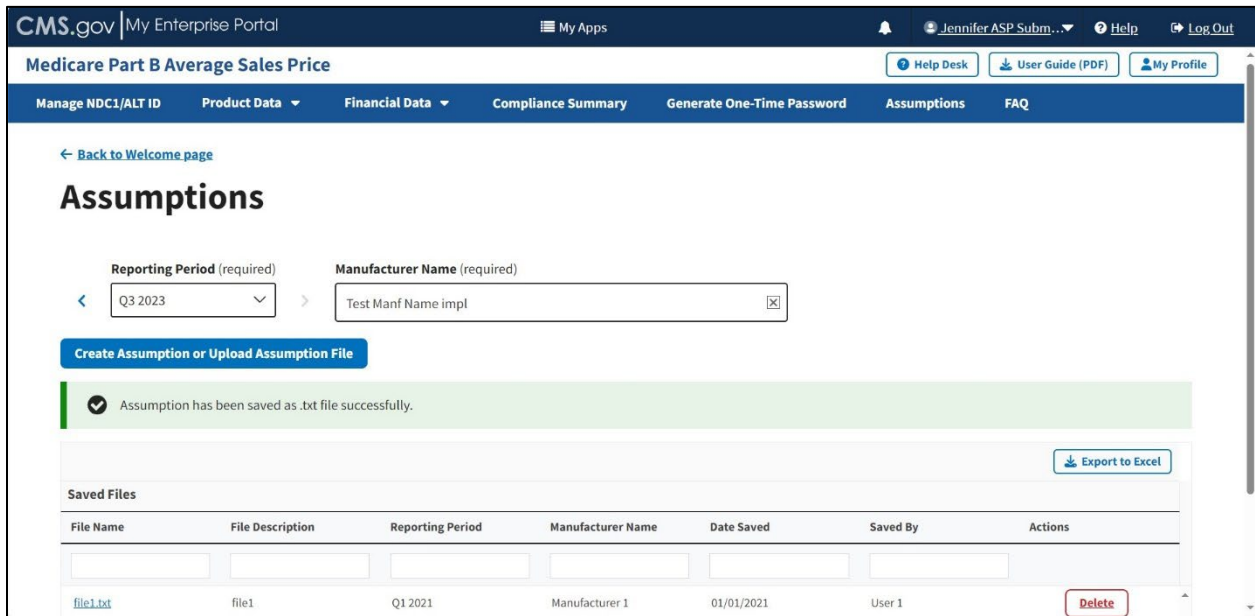 CMS.gov My Enterprise Portal My Apps Jennifer ASP Subm... Help Log Out
Medicare Part B Average Sales Price Help Desk User Guide (PDF) My Profile
Manage NDC1/ALT ID Product Data Financial Data Compliance Summary Generate One-Time Password Assumptions FAQ
Back to Welcome page
Assumptions
Reporting Period (required) Manufacturer Name (required)
Q3 2023 Test Manf Name impl
Create Assumption or Upload Assumption File
Assumption has been saved as .txt file successfully.
Export to Excel
Saved Files
File Name File Description Reporting Period Manufacturer Name Date Saved Saved By Actions
file1.txt file1 Q1 2021 Manufacturer 1 01/01/2021 User 1 Delete